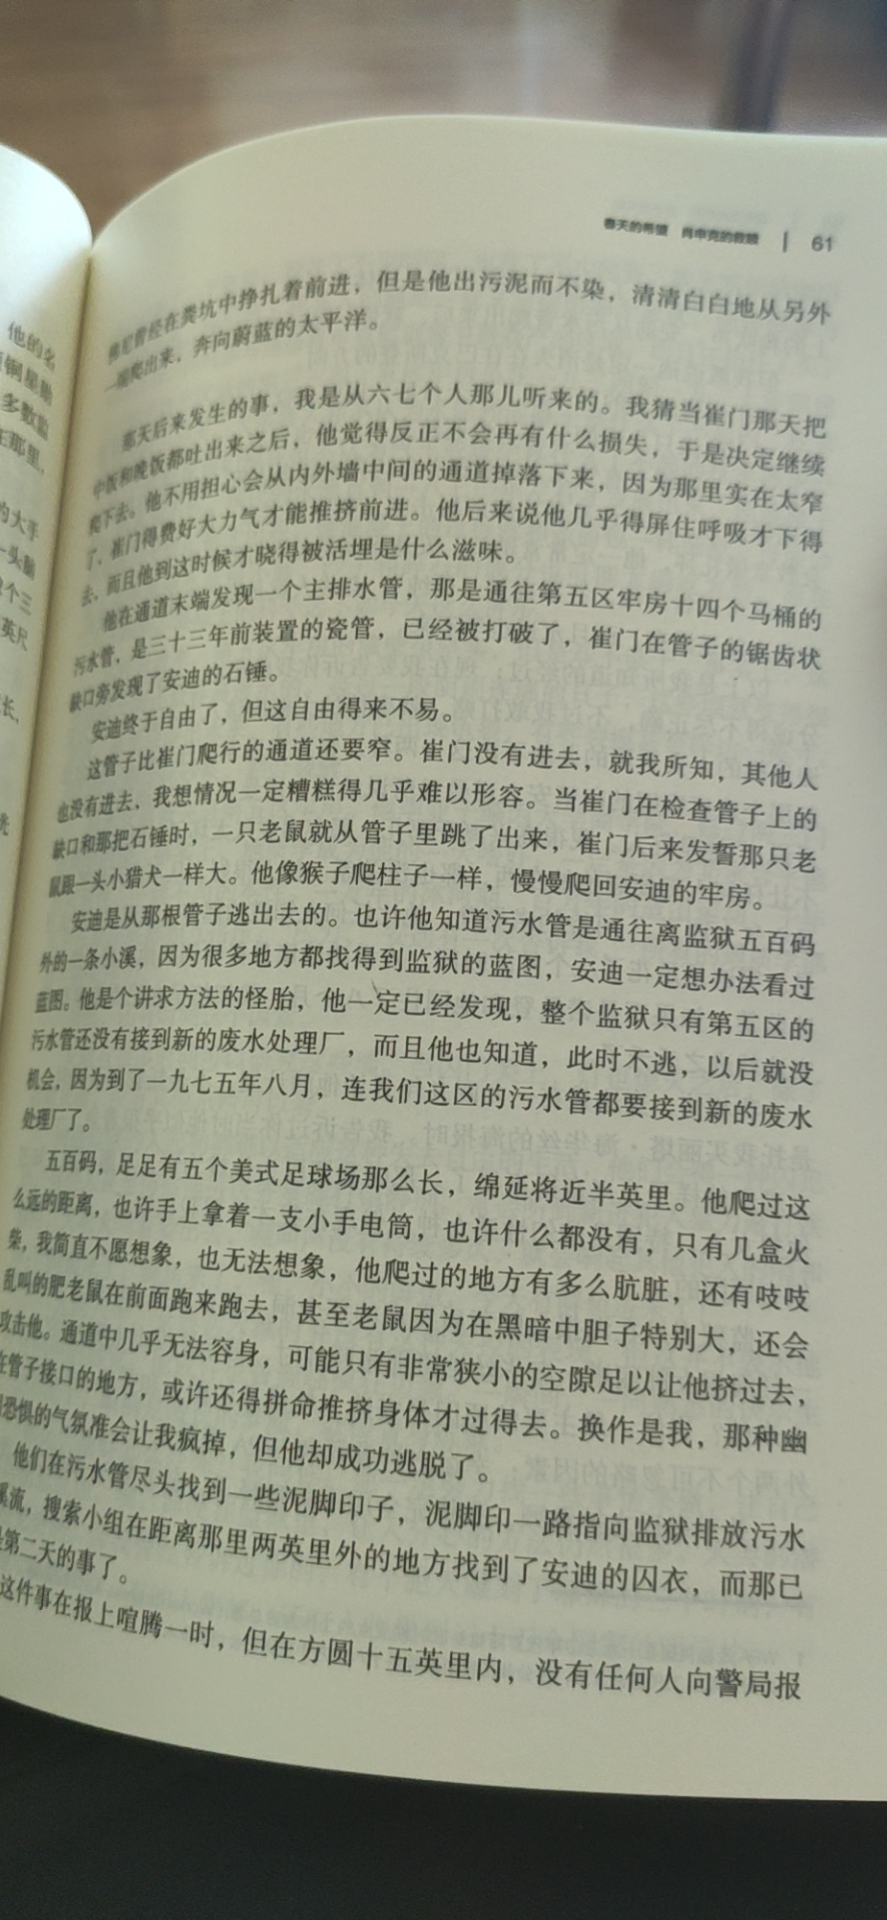 他的名
铜星勋
多数监
在那里，
的大手
一头翻
个三
英尺
长，
春天的希望 肖申克的救赎 | 61
佛尼曾经在粪坑中挣扎着前进，但是他出污泥而不染，清清白白地从另外
一端爬出来，奔向蔚蓝的太平洋。
那天后来发生的事，我是从六七个人那儿听来的。我猜当崔门那天把
中饭和晚饭都吐出来之后，他觉得反正不会再有什么损失，于是决定继续
爬下去。他不用担心会从内外墙中间的通道掉落下来，因为那里实在太窄
了，崔门得费好大力气才能推挤前进。他后来说他几乎得屏住呼吸才下得
去，而且他到这时候才晓得被活埋是什么滋味。
他在通道末端发现一个主排水管，那是通往第五区牢房十四个马桶的
污水管，是三十三年前装置的瓷管，已经被打破了，崔门在管子的锯齿状
缺口旁发现了安迪的石锤。
安迪终于自由了，但这自由得来不易。
这管子比崔门爬行的通道还要窄。崔门没有进去，就我所知，其他人
也没有进去，我想情况一定糟糕得几乎难以形容。当崔门在检查管子上的
缺口和那把石锤时，一只老鼠就从管子里跳了出来，崔门后来发誓那只老
鼠跟一头小猎犬一样大。他像猴子爬柱子一样，慢慢爬回安迪的牢房。
安迪是从那根管子逃出去的。也许他知道污水管是通往离监狱五百码
外的一条小溪，因为很多地方都找得到监狱的蓝图，安迪一定想办法看过
蓝图。他是个讲求方法的怪胎，他一定已经发现，整个监狱只有第五区的
污水管还没有接到新的废水处理厂，而且他也知道，此时不逃，以后就没
机会，因为到了一九七五年八月，连我们这区的污水管都要接到新的废水
处理厂了。
五百码，足足有五个美式足球场那么长，绵延将近半英里。他爬过这
么远的距离，也许手上拿着一支小手电筒，也许什么都没有，只有几盒火
柴，我简直不愿想象，也无法想象，他爬过的地方有多么肮脏，还有吱吱
乱叫的肥老鼠在前面跑来跑去，甚至老鼠因为在黑暗中胆子特别大，还会
攻击他。通道中几乎无法容身，可能只有非常狭小的空隙足以让他挤过去，
在管子接口的地方，或许还得拼命推挤身体才过得去。换作是我，那种幽
闭恐惧的气氛准会让我疯掉，但他却成功逃脱了。
他们在污水管尽头找到一些泥脚印子，泥脚印一路指向监狱排放污水
溪流，搜索小组在距离那里两英里外的地方找到了安迪的囚衣，而那已
是第二天的事了。
这件事在报上喧腾一时，但在方圆十五英里内，没有任何人向警局报